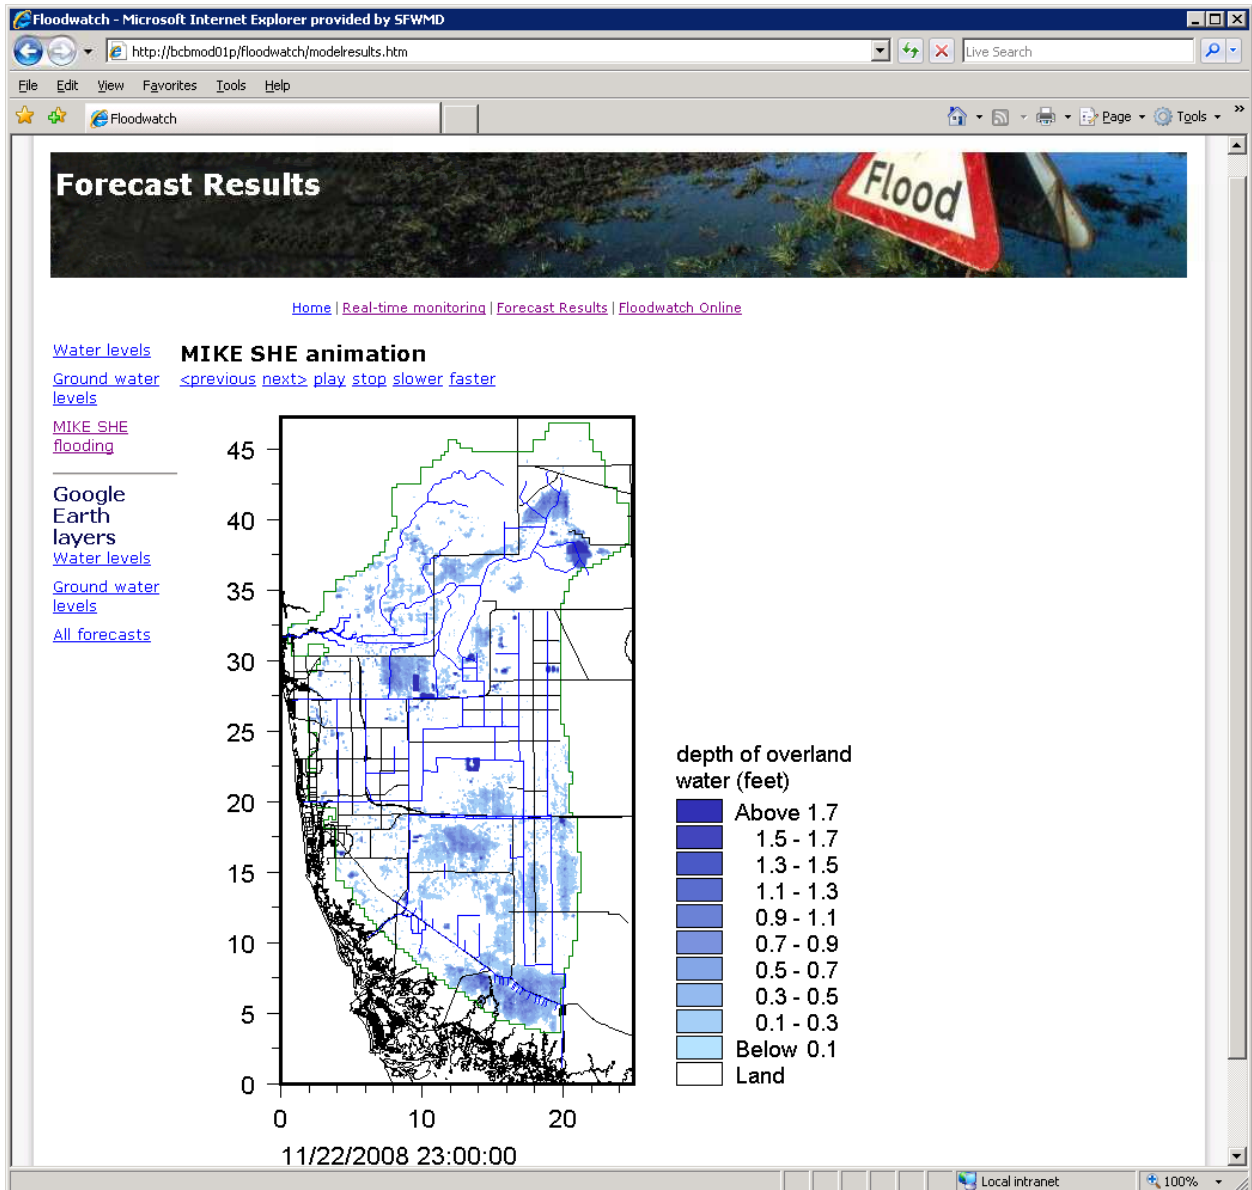 Floodwatch - Microsoft Internet Explorer provided by SFWMD
http://bcbmod01p/floodwatch/modelresults.htm
Live Search
File Edit View Favorites Tools Help
Floodwatch
Page Tools »
Forecast Results
Flood
Home | Real-time monitoring | Forecast Results | Floodwatch Online
Water levels
Ground water
levels
MIKE SHE
flooding
Google
Earth
layers
Water levels
Ground water
levels
All forecasts
MIKE SHE animation
<previous next> play stop slower faster
45
40
35
30
25
20
15
10
5
0
0 10 20
11/22/2008 23:00:00
depth of overland
water (feet)
Above 1.7
1.5 - 1.7
1.3 - 1.5
1.1 - 1.3
0.9 - 1.1
0.7 - 0.9
0.5 - 0.7
0.3 - 0.5
0.1 - 0.3
Below 0.1
Land
Local intranet
100%